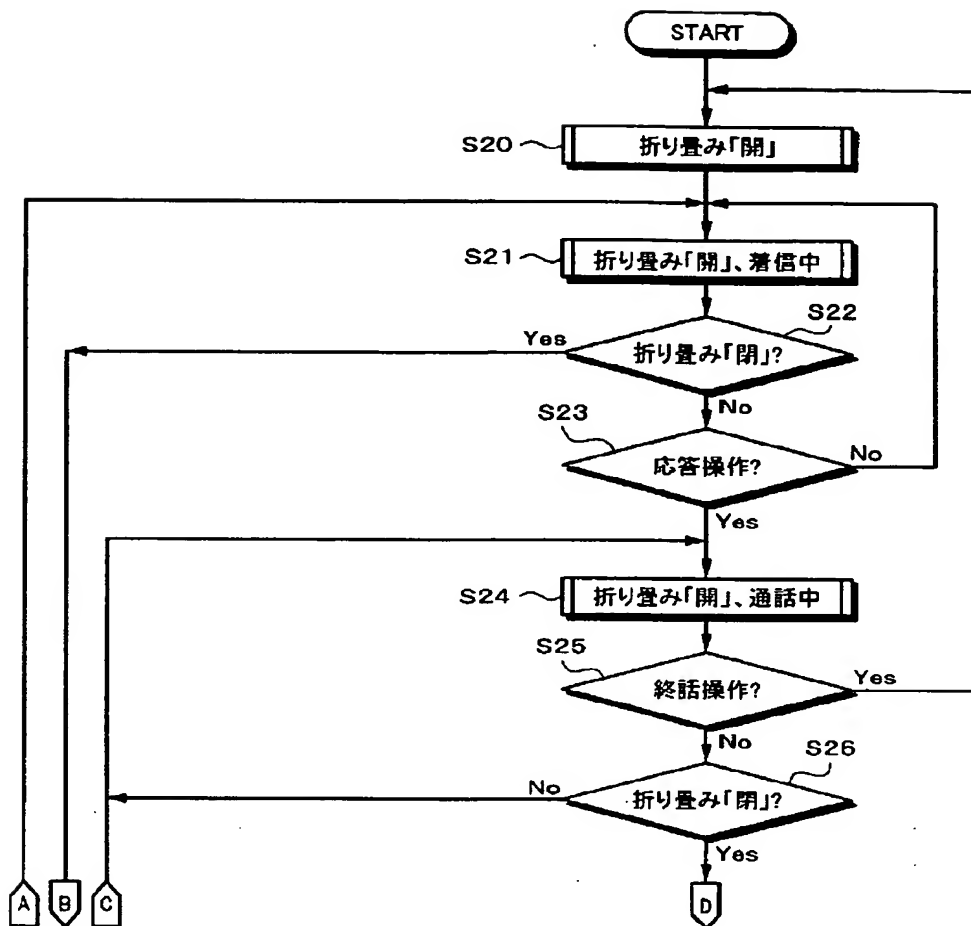 START
S20
折り畳み「開」
S21
折り畳み「開」、着信中
S22
Yes
折り畳み「閉」?
No
S23
応答操作?
No
Yes
S24
折り畳み「開」、通話中
S25
終話操作?
Yes
No
S26
No
折り畳み「閉」?
Yes
A
B
C
D